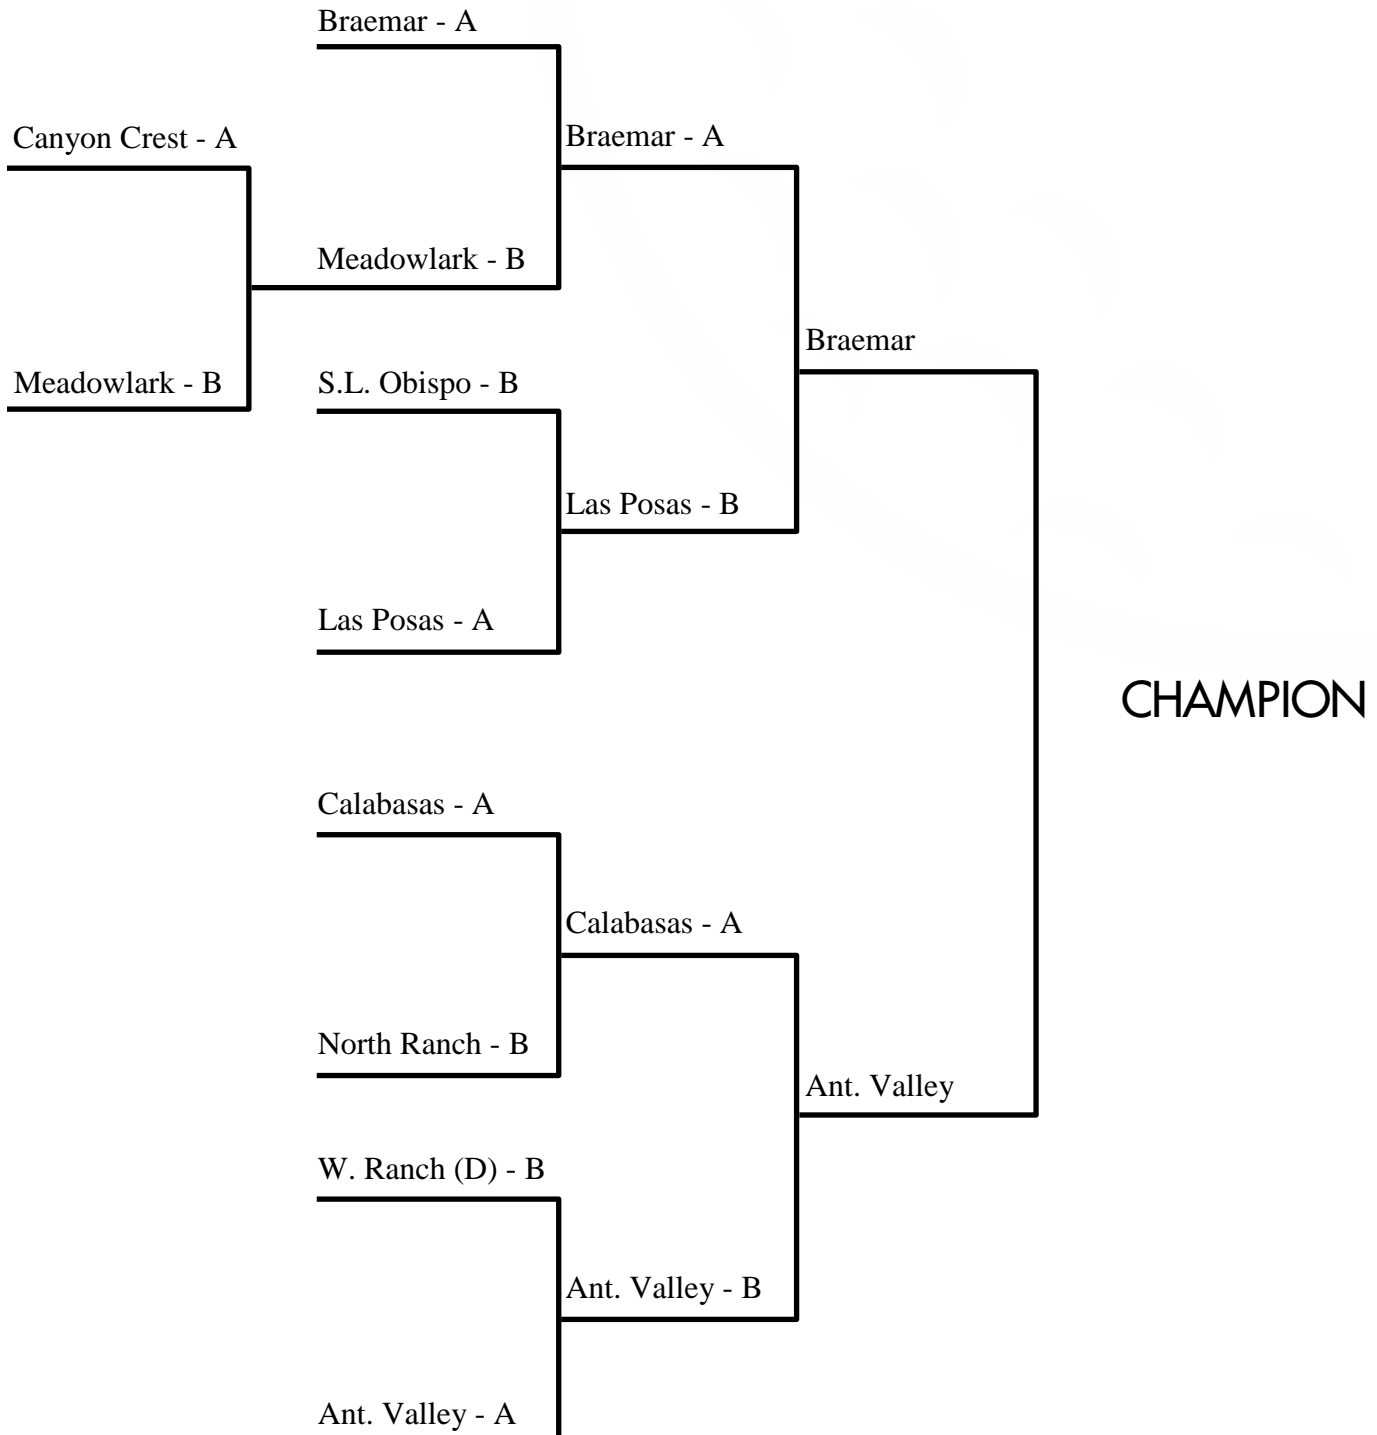 Braemar - A
Canyon Crest - A
Braemar - A
Meadowlark - B
Braemar
Meadowlark - B
S.L. Obispo - B
Las Posas - B
Las Posas - A
CHAMPION
Calabasas - A
Calabasas - A
North Ranch - B
Ant. Valley
W. Ranch (D) - B
Ant. Valley - B
Ant. Valley - A